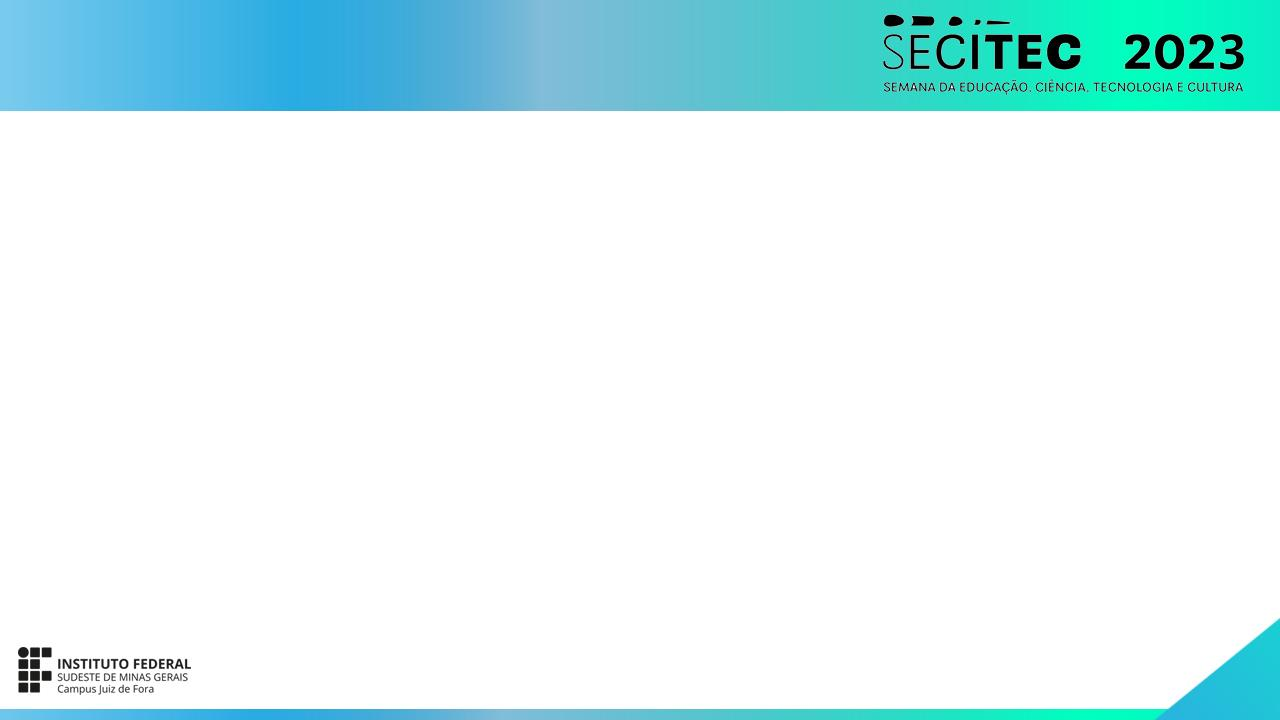 SECITEC 2023
SEMANA DA EDUCAÇÃO, CIÊNCIA, TECNOLOGIA E CULTURA
INSTITUTO FEDERAL
SUDESTE DE MINAS GERAIS
Campus Juiz de Fora